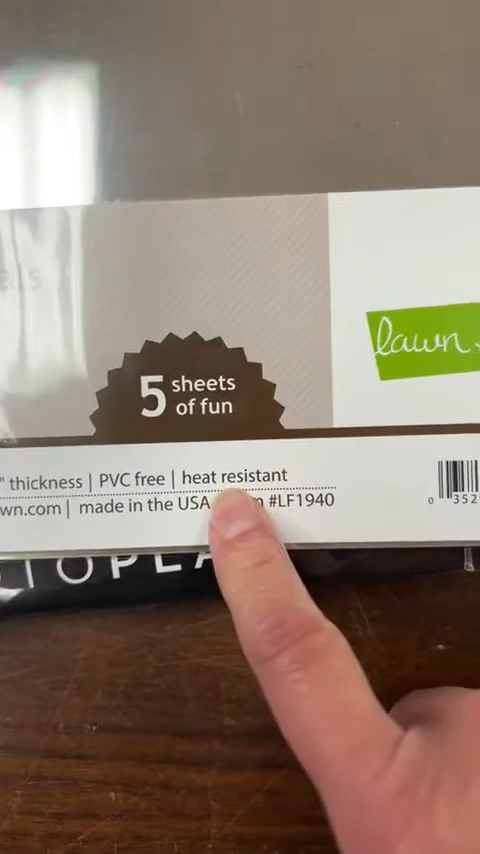 lawn
5 sheets
of fun
" thickness | PVC free | heat resistant
wn.com | made in the USA #LF1940
0 352
TOPLA